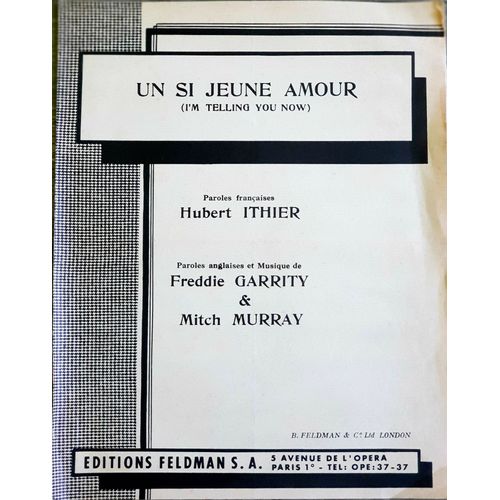 UN SI JEUNE AMOUR
(I'M TELLING YOU NOW)
Paroles françaises
Hubert ITHIER
Paroles anglaises et Musique de
Freddie GARRITY
&
Mitch MURRAY
B. FELDMAN & Cº Ltd LONDON
EDITIONS FELDMAN S.A.
5 AVENUE DE L'OPERA
PARIS 1º - TEL: OPE: 37-37